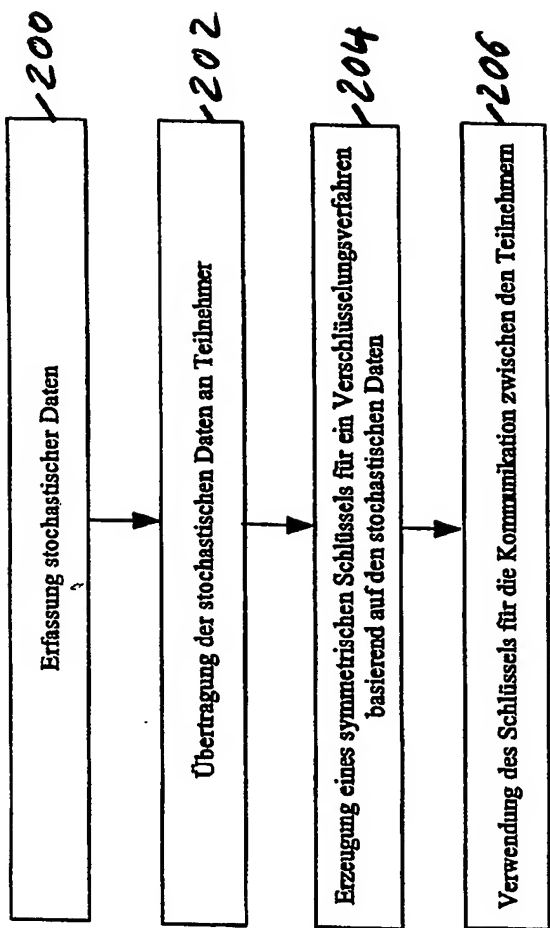 Erfassung stochastischer Daten
200
Übertragung der stochastischen Daten an Teilnehmer
202
Erzeugung eines symmetrischen Schlüssels für ein Verschlüsselungsverfahren
basierend auf den stochastischen Daten
204
Verwendung des Schlüssels für die Kommunikation zwischen den Teilnehmern
206